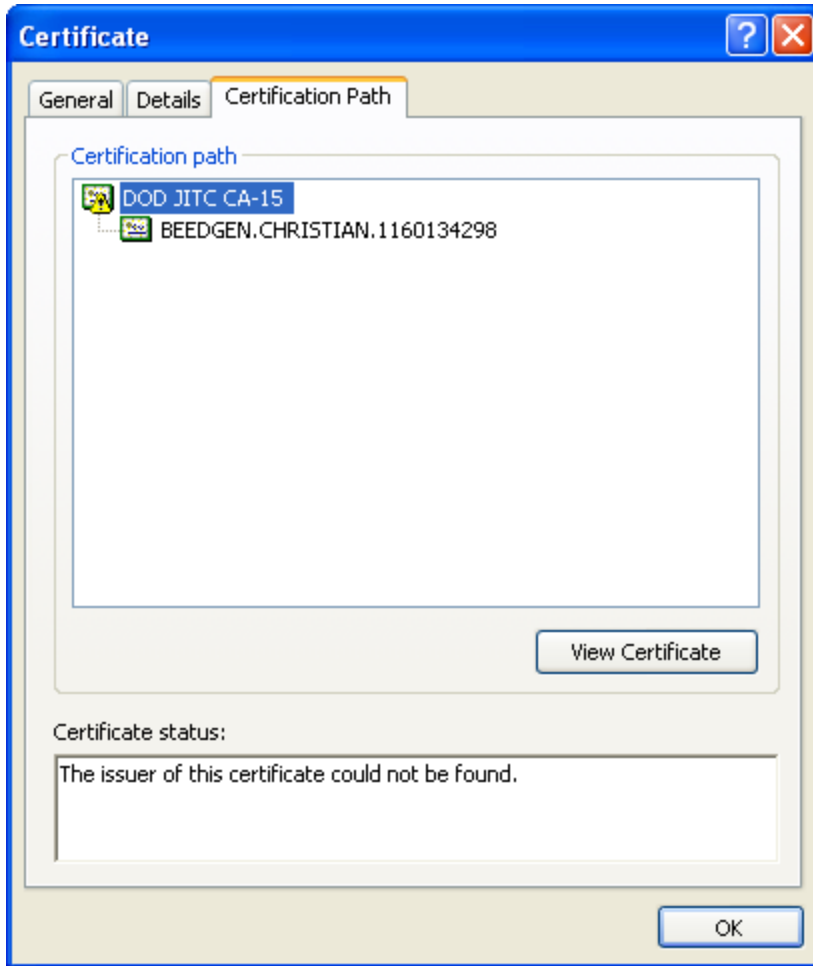 Certificate
General Details Certification Path
Certification path
DOD JITC CA-15
BEEDGEN.CHRISTIAN.1160134298
View Certificate
Certificate status:
The issuer of this certificate could not be found.
OK